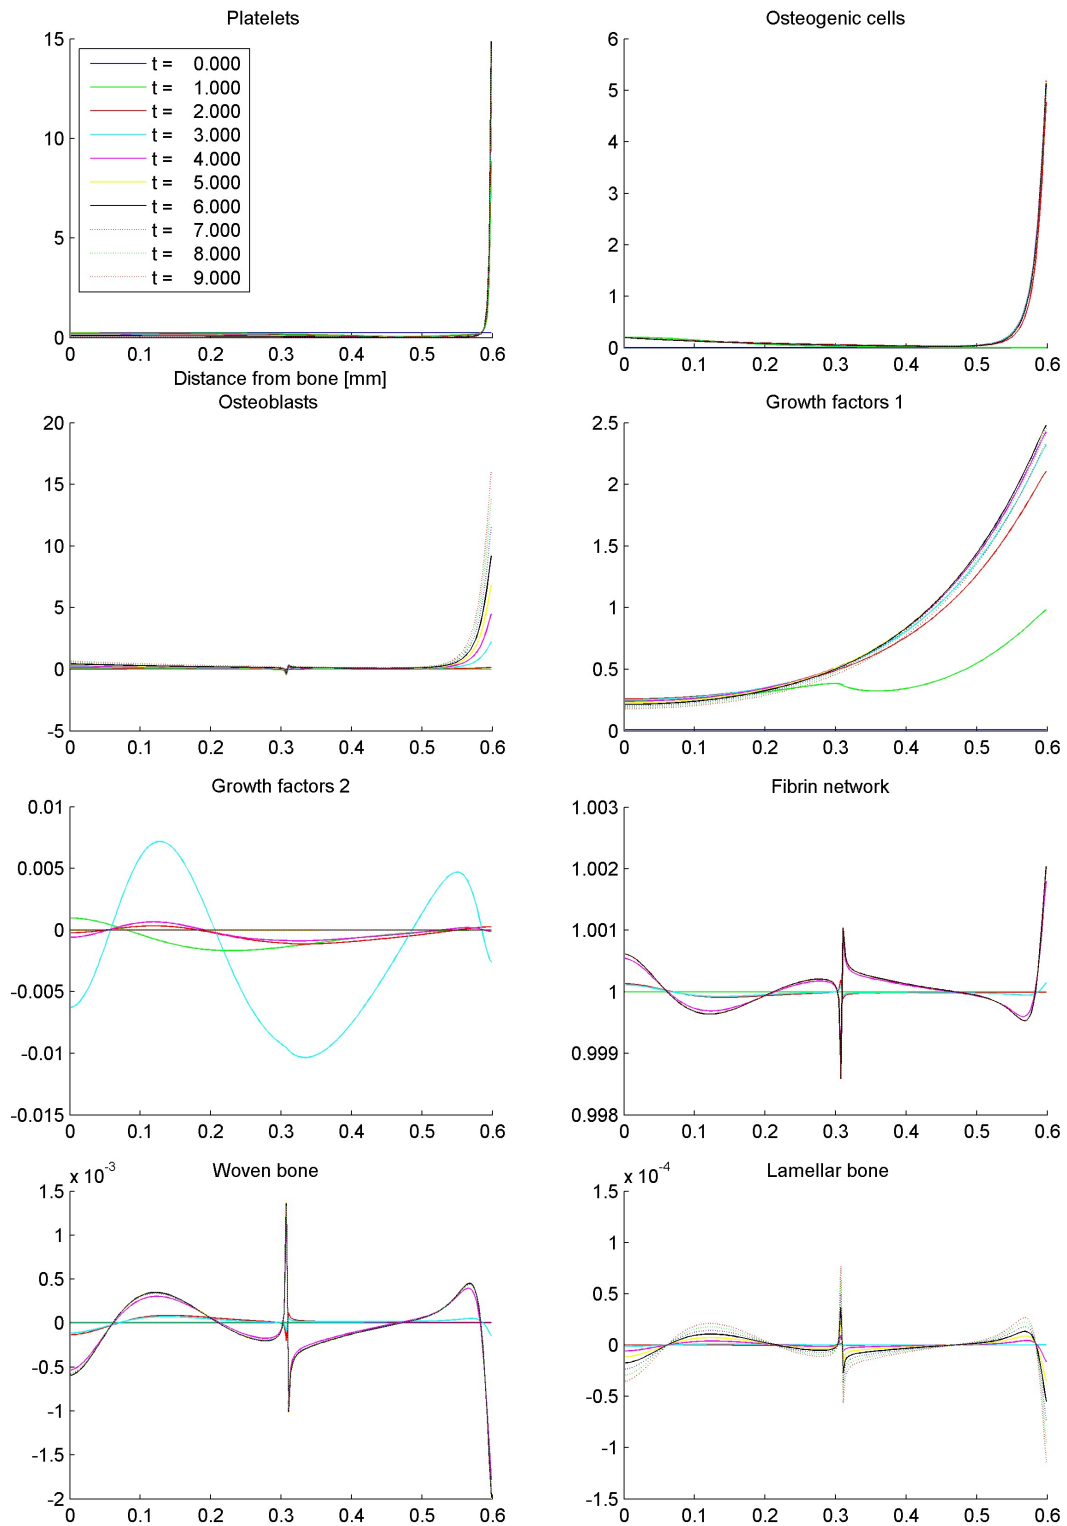 Platelets
15
10
5
0
t = 0.000
t = 1.000
t = 2.000
t = 3.000
t = 4.000
t = 5.000
t = 6.000
t = 7.000
t = 8.000
t = 9.000
0 0.1 0.2 0.3 0.4 0.5 0.6
Distance from bone [mm]
Osteogenic cells
6
5
4
3
2
1
0
0 0.1 0.2 0.3 0.4 0.5 0.6
Osteoblasts
20
15
10
5
0
-5
0 0.1 0.2 0.3 0.4 0.5 0.6
Growth factors 1
2.5
2
1.5
1
0.5
0
0 0.1 0.2 0.3 0.4 0.5 0.6
Growth factors 2
0.01
0.005
0
-0.005
-0.01
-0.015
0 0.1 0.2 0.3 0.4 0.5 0.6
Fibrin network
1.003
1.002
1.001
1
0.999
0.998
0 0.1 0.2 0.3 0.4 0.5 0.6
Woven bone
x 10⁻³
1.5
1
0.5
0
-0.5
-1
-1.5
-2
0 0.1 0.2 0.3 0.4 0.5 0.6
Lamellar bone
x 10⁻⁴
1.5
1
0.5
0
-0.5
-1
-1.5
0 0.1 0.2 0.3 0.4 0.5 0.6